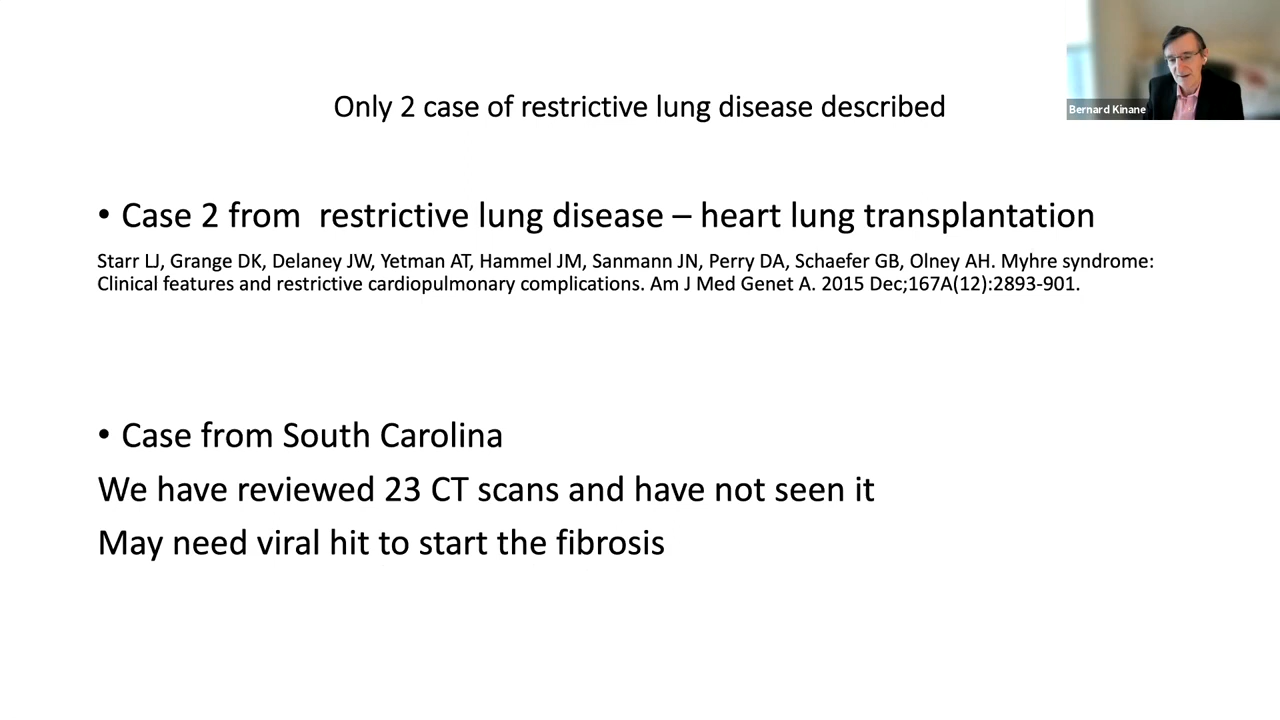 Bernard Kinane
Only 2 case of restrictive lung disease described
• Case 2 from  restrictive lung disease – heart lung transplantation
Starr LJ, Grange DK, Delaney JW, Yetman AT, Hammel JM, Sanmann JN, Perry DA, Schaefer GB, Olney AH. Myhre syndrome:
Clinical features and restrictive cardiopulmonary complications. Am J Med Genet A. 2015 Dec;167A(12):2893-901.
• Case from South Carolina
We have reviewed 23 CT scans and have not seen it
May need viral hit to start the fibrosis